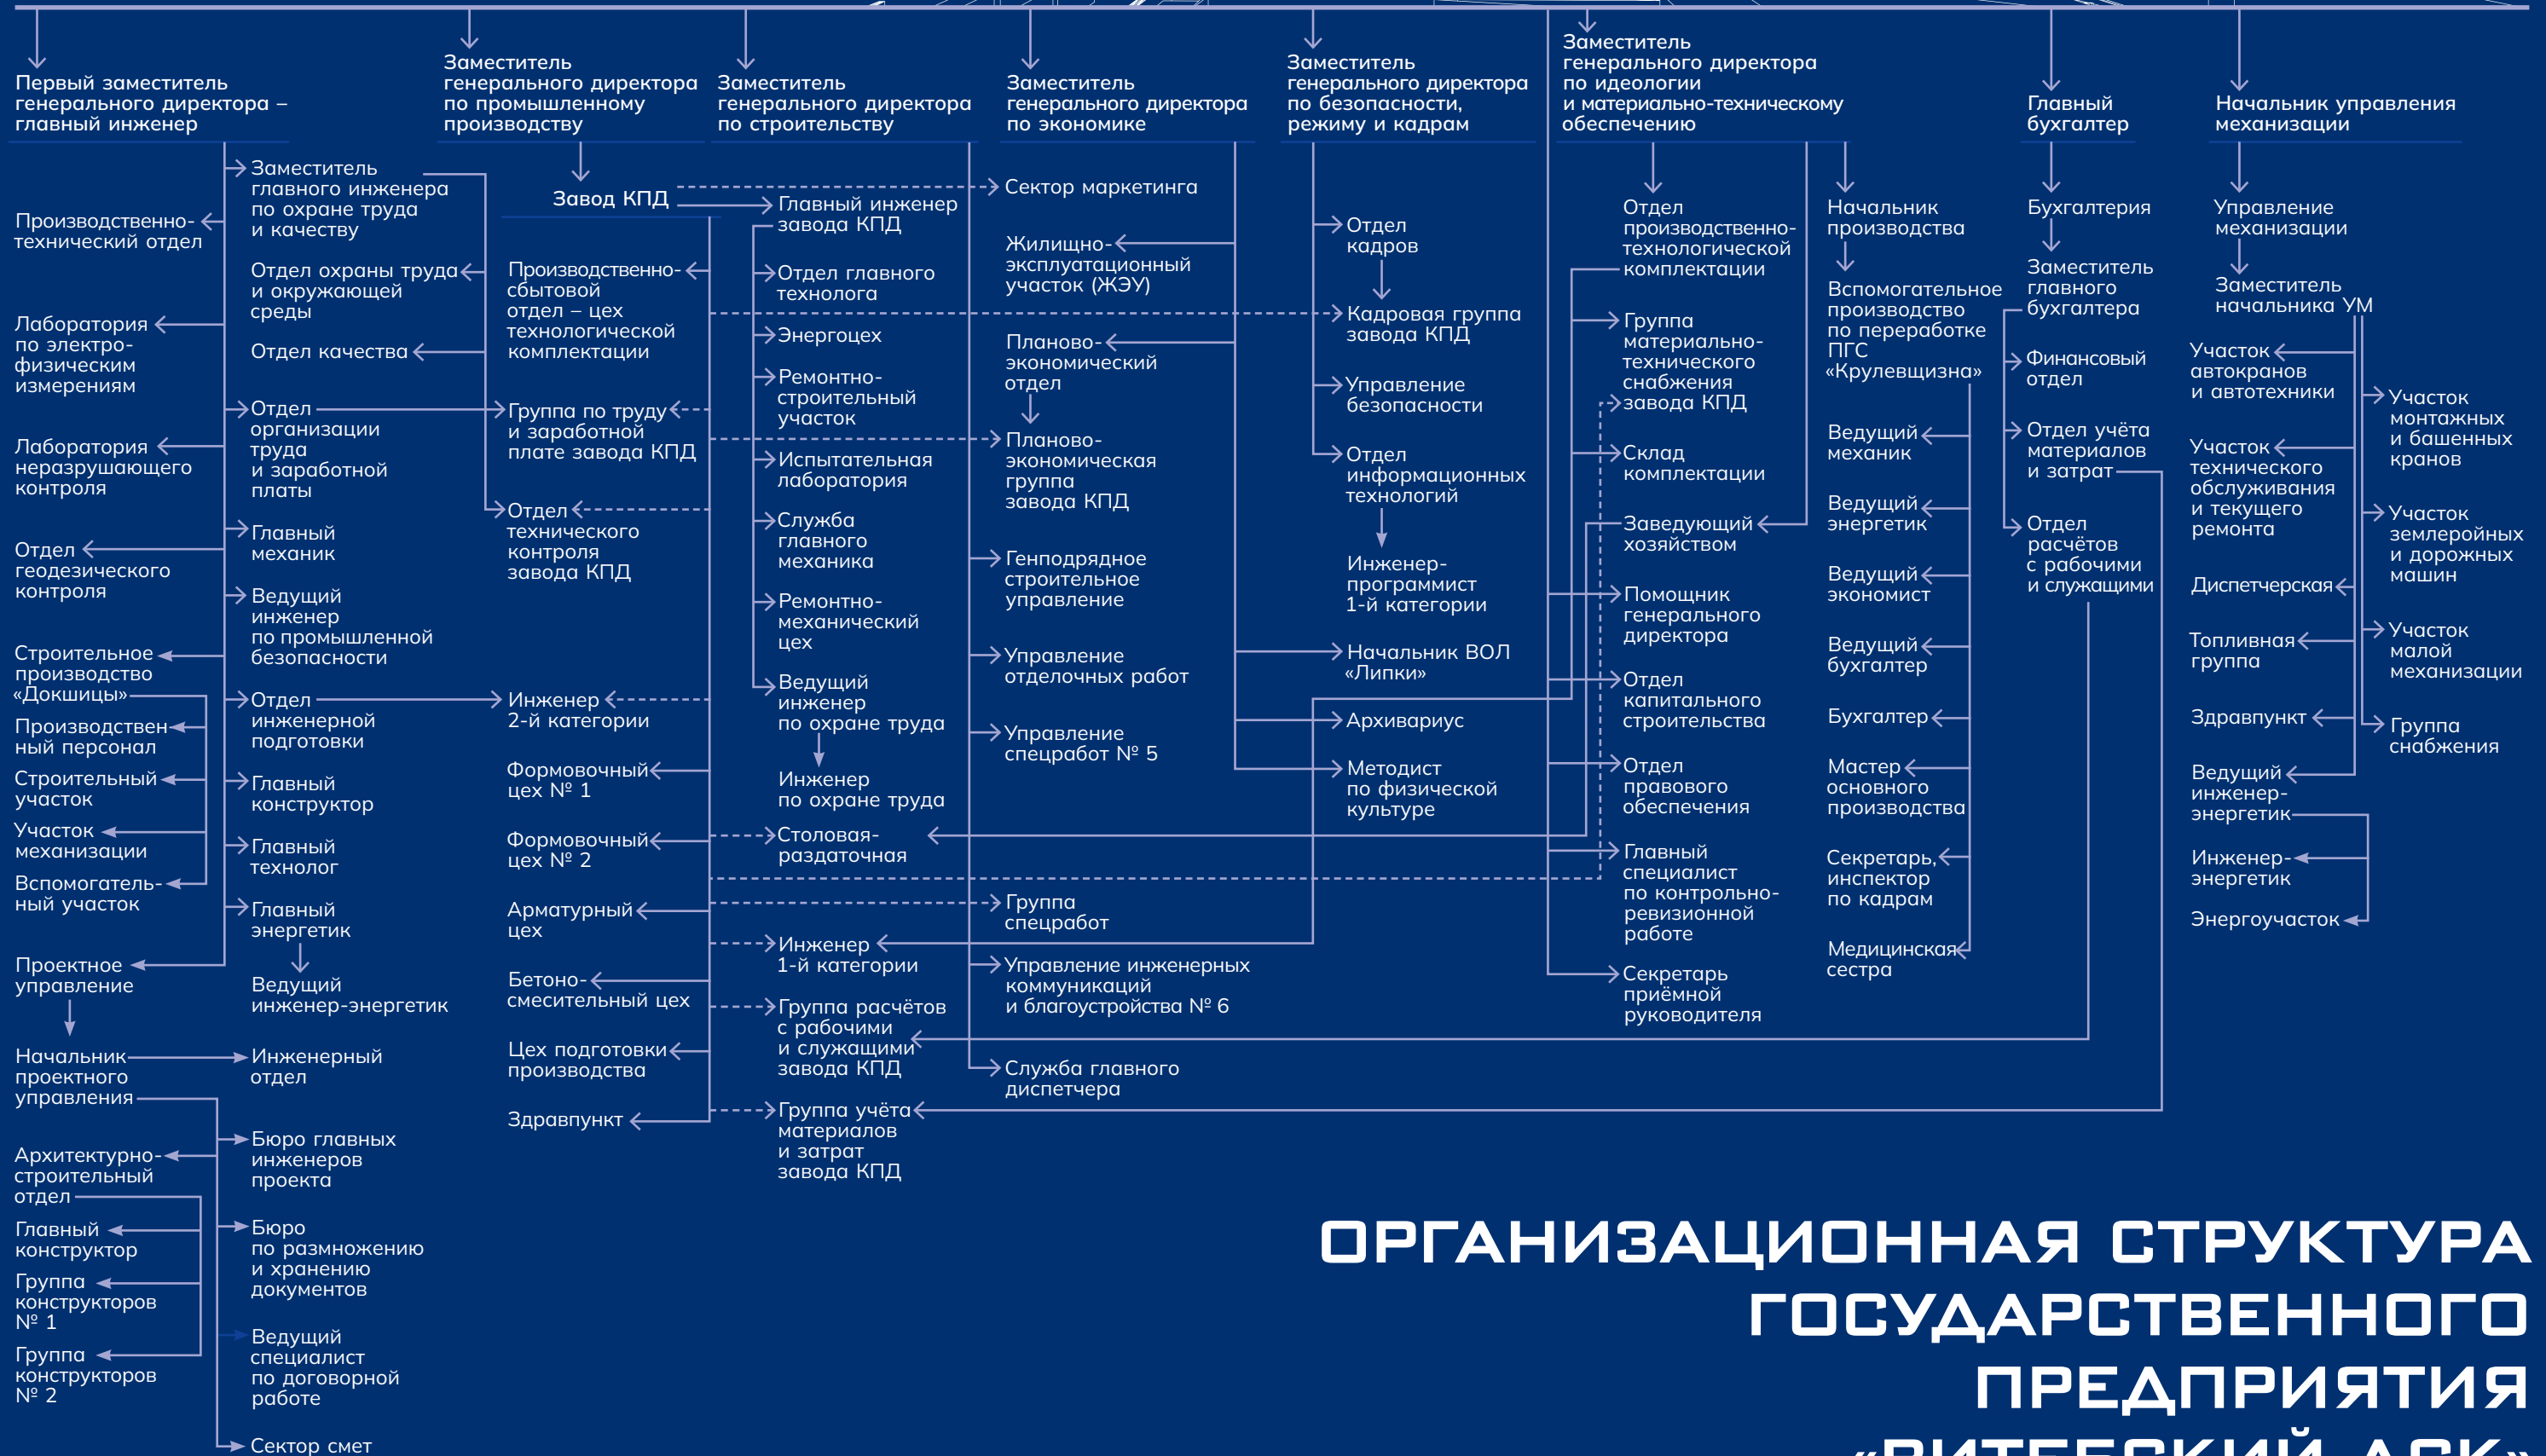 Первый заместитель
генерального директора –
главный инженер
Заместитель
генерального директора
по промышленному
производству
Заместитель
генерального директора
по строительству
Заместитель
генерального директора
по экономике
Заместитель
генерального директора
по безопасности,
режиму и кадрам
Заместитель
генерального директора
по идеологии
и материально-техническому
обеспечению
Главный
бухгалтер
Начальник управления
механизации
Производственно-
технический отдел
Лаборатория
по электро-
физическим
измерениям
Лаборатория
неразрушающего
контроля
Отдел
геодезического
контроля
Строительное
производство
«Докшицы»
Производствен-
ный персонал
Строительный
участок
Участок
механизации
Вспомогатель-
ный участок
Проектное
управление
Начальник
проектного
управления
Архитектурно-
строительный
отдел
Главный
конструктор
Группа
конструкторов
№ 1
Группа
конструкторов
№ 2
Заместитель
главного инженера
по охране труда
и качеству
Отдел охраны труда
и окружающей
среды
Отдел качества
Отдел
организации
труда
и заработной
платы
Главный
механик
Ведущий
инженер
по промышленной
безопасности
Отдел
инженерной
подготовки
Главный
конструктор
Главный
технолог
Главный
энергетик
Ведущий
инженер-энергетик
Инженерный
отдел
Бюро главных
инженеров
проекта
Бюро
по размножению
и хранению
документов
Ведущий
специалист
по договорной
работе
Сектор смет
Завод КПД
Производственно-
сбытовой
отдел – цех
технологической
комплектации
Группа по труду
и заработной
плате завода КПД
Отдел
технического
контроля
завода КПД
Инженер
2-й категории
Формовочный
цех № 1
Формовочный
цех № 2
Арматурный
цех
Бетоно-
смесительный цех
Цех подготовки
производства
Здравпункт
Главный инженер
завода КПД
Отдел главного
технолога
Энергоцех
Ремонтно-
строительный
участок
Испытательная
лаборатория
Служба
главного
механика
Ремонтно-
механический
цех
Ведущий
инженер
по охране труда
Инженер
по охране труда
Столовая-
раздаточная
Инженер
1-й категории
Группа расчётов
с рабочими
и служащими
завода КПД
Группа учёта
материалов
и затрат
завода КПД
Сектор маркетинга
Жилищно-
эксплуатационный
участок (ЖЭУ)
Планово-
экономический
отдел
Планово-
экономическая
группа
завода КПД
Генподрядное
строительное
управление
Управление
отделочных работ
Управление
спецработ № 5
Группа
спецработ
Управление инженерных
коммуникаций
и благоустройства № 6
Служба главного
диспетчера
Отдел
кадров
Кадровая группа
завода КПД
Управление
безопасности
Отдел
информационных
технологий
Инженер-
программист
1-й категории
Начальник ВОЛ
«Липки»
Архивариус
Методист
по физической
культуре
Отдел
производственно-
технологической
комплектации
Группа
материально-
технического
снабжения
завода КПД
Склад
комплектации
Заведующий
хозяйством
Помощник
генерального
директора
Отдел
капитального
строительства
Отдел
правового
обеспечения
Главный
специалист
по контрольно-
ревизионной
работе
Секретарь
приёмной
руководителя
Начальник
производства
Вспомогательное
производство
по переработке
ПГС
«Крулевщизна»
Ведущий
механик
Ведущий
энергетик
Ведущий
экономист
Ведущий
бухгалтер
Бухгалтер
Мастер
основного
производства
Секретарь,
инспектор
по кадрам
Медицинская
сестра
Бухгалтерия
Заместитель
главного
бухгалтера
Финансовый
отдел
Отдел учёта
материалов
и затрат
Отдел
расчётов
с рабочими
и служащими
Управление
механизации
Заместитель
начальника УМ
Участок
автокранов
и автотехники
Участок
технического
обслуживания
и текущего
ремонта
Диспетчерская
Топливная
группа
Здравпункт
Ведущий
инженер-
энергетик
Инженер-
энергетик
Энергоучасток
Участок
монтажных
и башенных
кранов
Участок
землеройных
и дорожных
машин
Участок
малой
механизации
Группа
снабжения
ОРГАНИЗАЦИОННАЯ СТРУКТУРА
ГОСУДАРСТВЕННОГО
ПРЕДПРИЯТИЯ
«ВИТЕБСКИЙ ДСК»